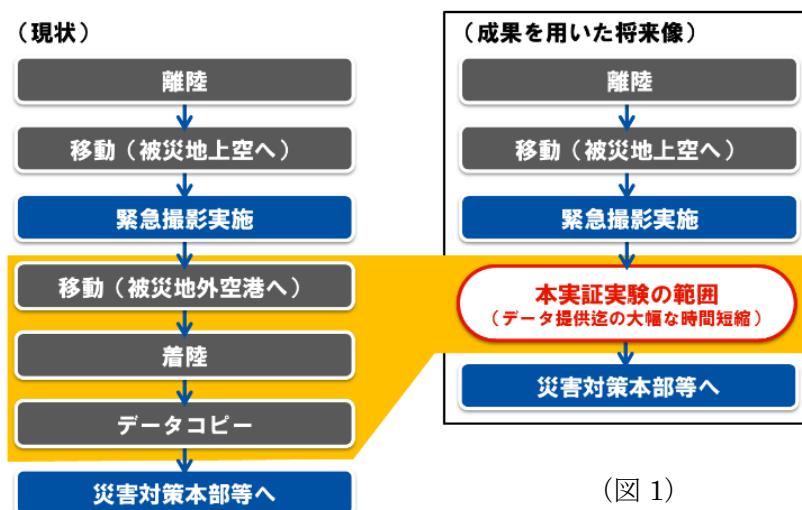 （現状）
離陸
移動（被災地上空へ）
緊急撮影実施
移動（被災地外空港へ）
着陸
データコピー
災害対策本部等へ
（成果を用いた将来像）
離陸
移動（被災地上空へ）
緊急撮影実施
本実証実験の範囲
（データ提供迄の大幅な時間短縮）
災害対策本部等へ
（図 1）